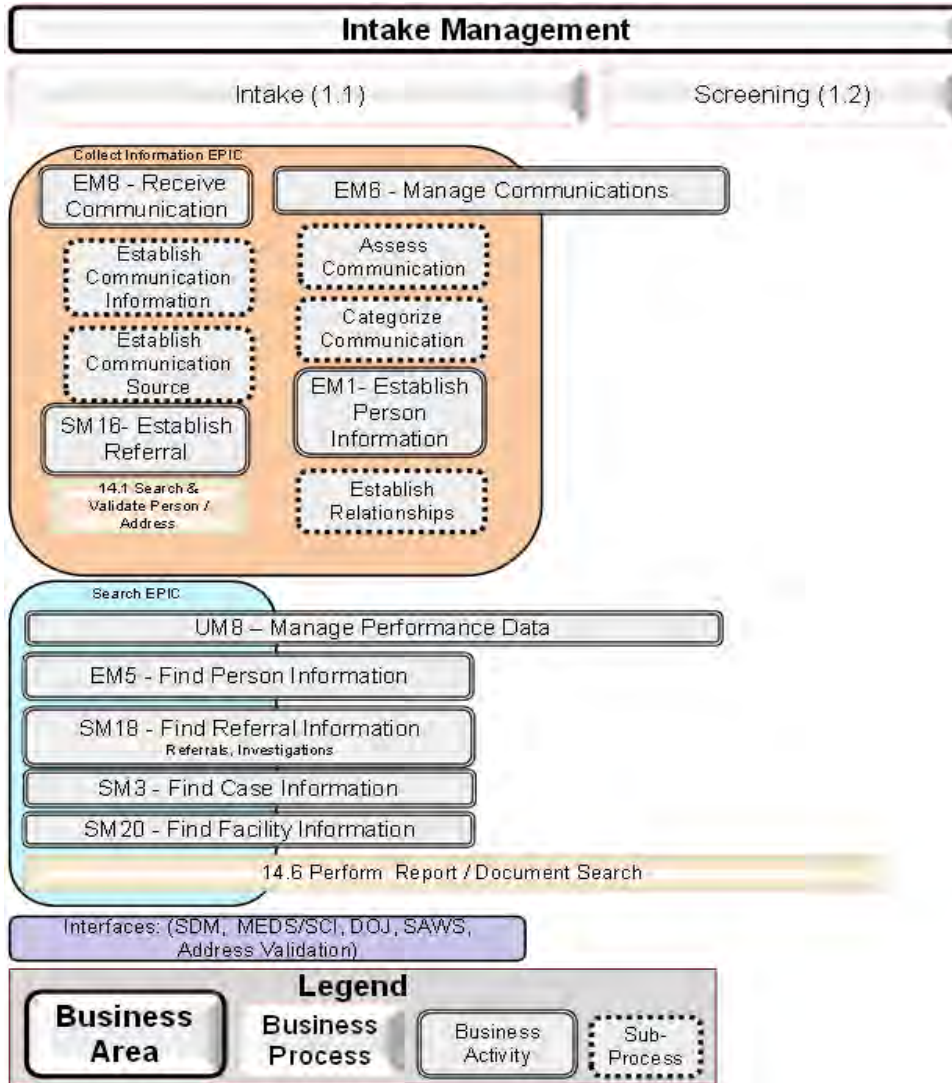 Intake Management
Intake (1.1)
Screening (1.2)
Collect Information EPIC
EM8 - Receive
Communication
EM6 - Manage Communications
Establish
Communication
Information
Assess
Communication
Categorize
Communication
Establish
Communication
Source
EM1- Establish
Person
Information
SM16- Establish
Referral
14.1 Search &
Validate Person /
Address
Establish
Relationships
Search EPIC
UM8 – Manage Performance Data
EM5 - Find Person Information
SM18 - Find Referral Information
Referrals, Investigations
SM3 - Find Case Information
SM20 - Find Facility Information
14.6 Perform Report / Document Search
Interfaces: (SDM, MEDS/SCI, DOJ, SAWS,
Address Validation)
Legend
Business
Area
Business
Process
Business
Activity
Sub-
Process